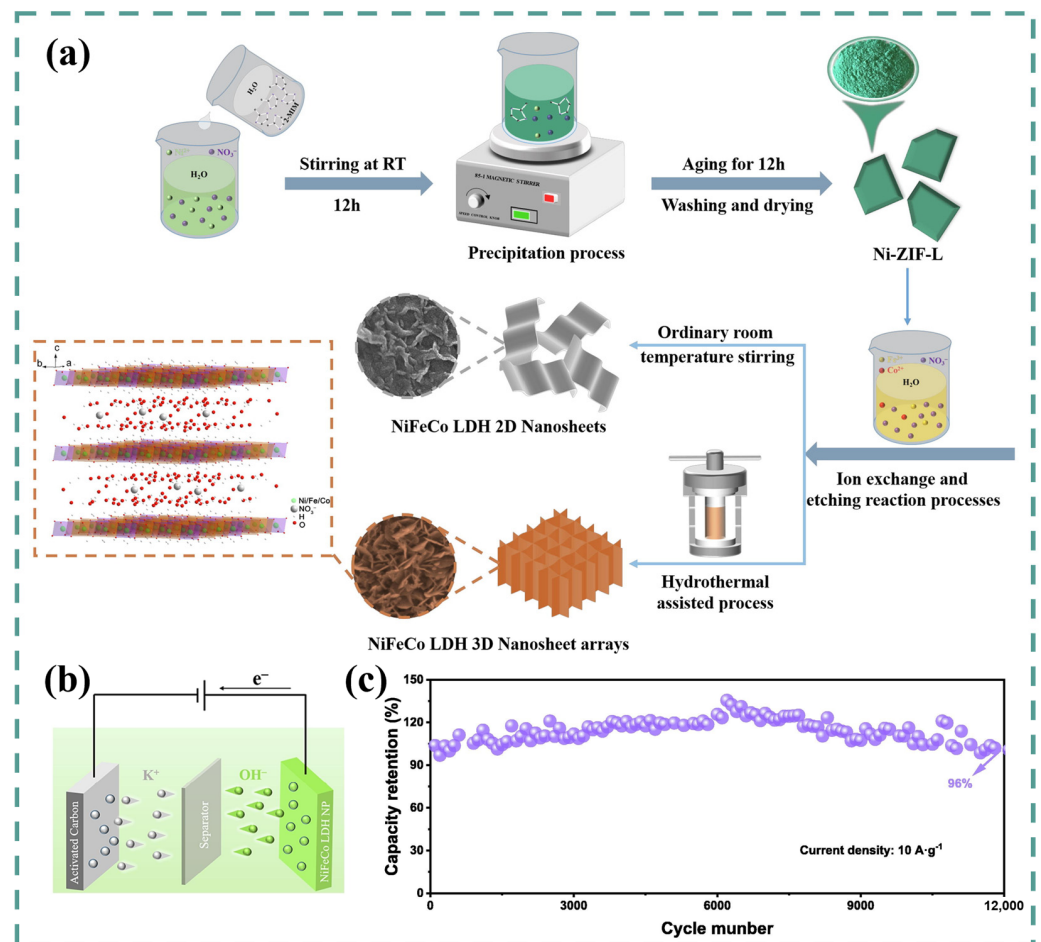 (a)
H₂O
2-MIM
NO₃⁻
H₂O
Stirring at RT
12h
85-1 MAGNETIC STIRRER
SPEED CONTROL KNOB
Precipitation process
Aging for 12h
Washing and drying
Ni-ZIF-L
Co²⁺
NO₃⁻
H₂O
Ion exchange and
etching reaction processes
Ordinary room
temperature stirring
NiFeCo LDH 2D Nanosheets
Hydrothermal
assisted process
NiFeCo LDH 3D Nanosheet arrays
c
b
a
Ni/Fe/Co
NO₃⁻
H
O
(b)
e⁻
K⁺
OH⁻
Activated Carbon
Separator
NiFeCo LDH NP
(c)
Capacity retention (%)
150
120
90
60
30
0
96%
Current density: 10 A·g⁻¹
0
3000
6000
9000
12,000
Cycle munber